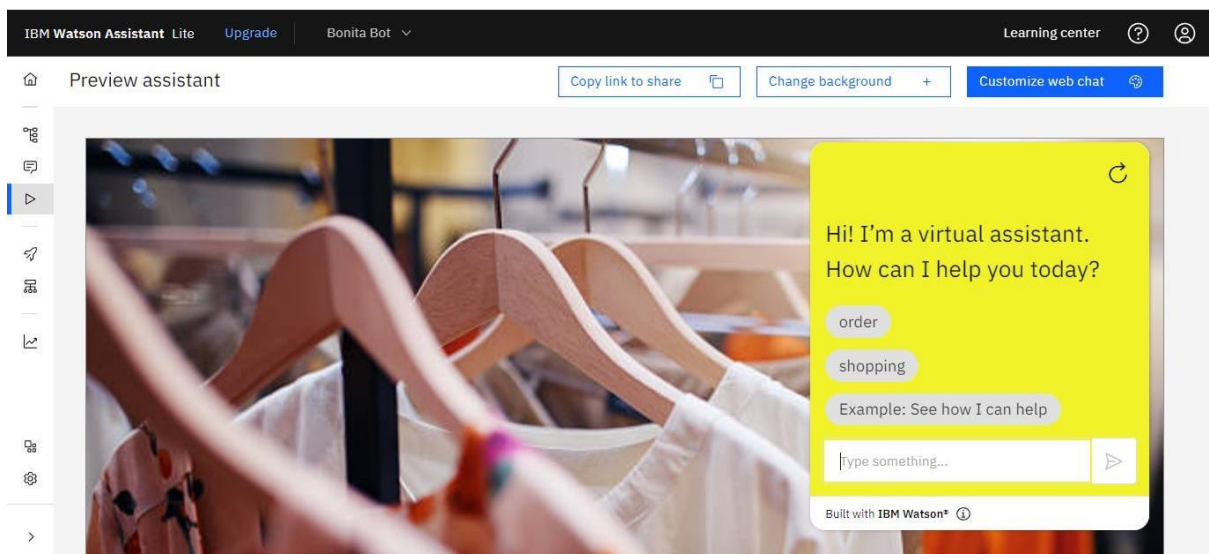 IBM Watson Assistant Lite Upgrade Bonita Bot Learning center
Preview assistant Copy link to share Change background + Customize web chat
Hi! I'm a virtual assistant.
How can I help you today?
order
shopping
Example: See how I can help
Type something...
Built with IBM Watson®